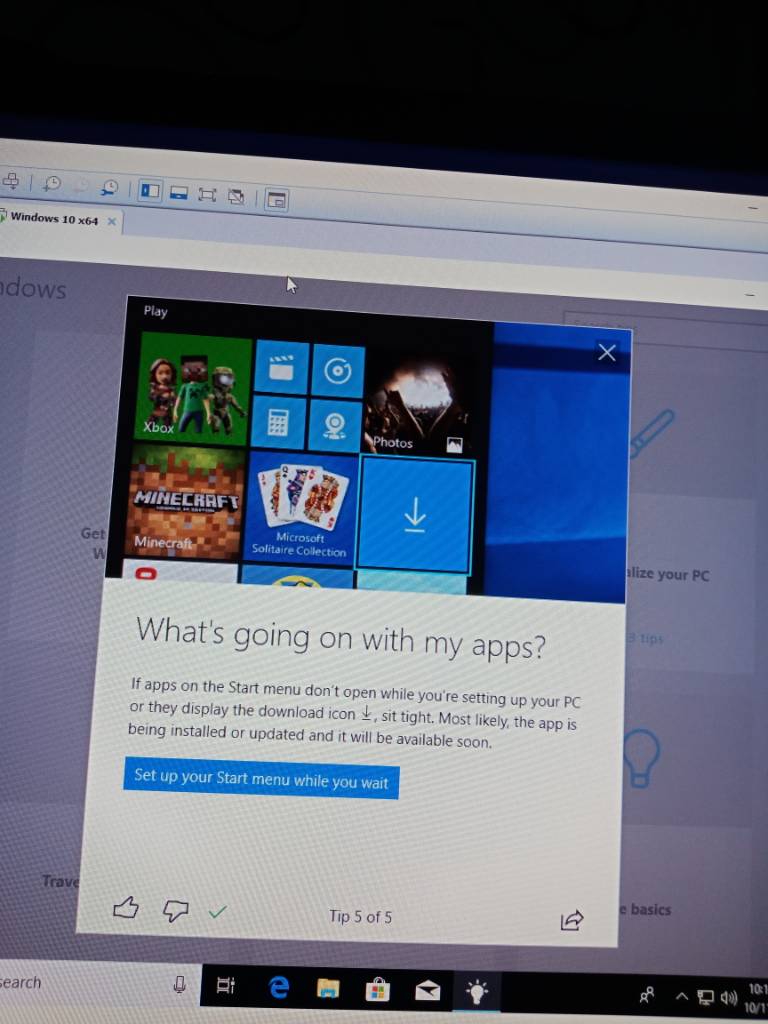 Windows 10 x64
ndows
Play
Xbox
Photos
MINECRAFT
Minecraft
Microsoft
Solitaire Collection
Get
W
alize your PC
3 tips
What's going on with my apps?
If apps on the Start menu don't open while you're setting up your PC
or they display the download icon ↓, sit tight. Most likely, the app is
being installed or updated and it will be available soon.
Set up your Start menu while you wait
Trave
Tip 5 of 5
e basics
search
10:1
10/1